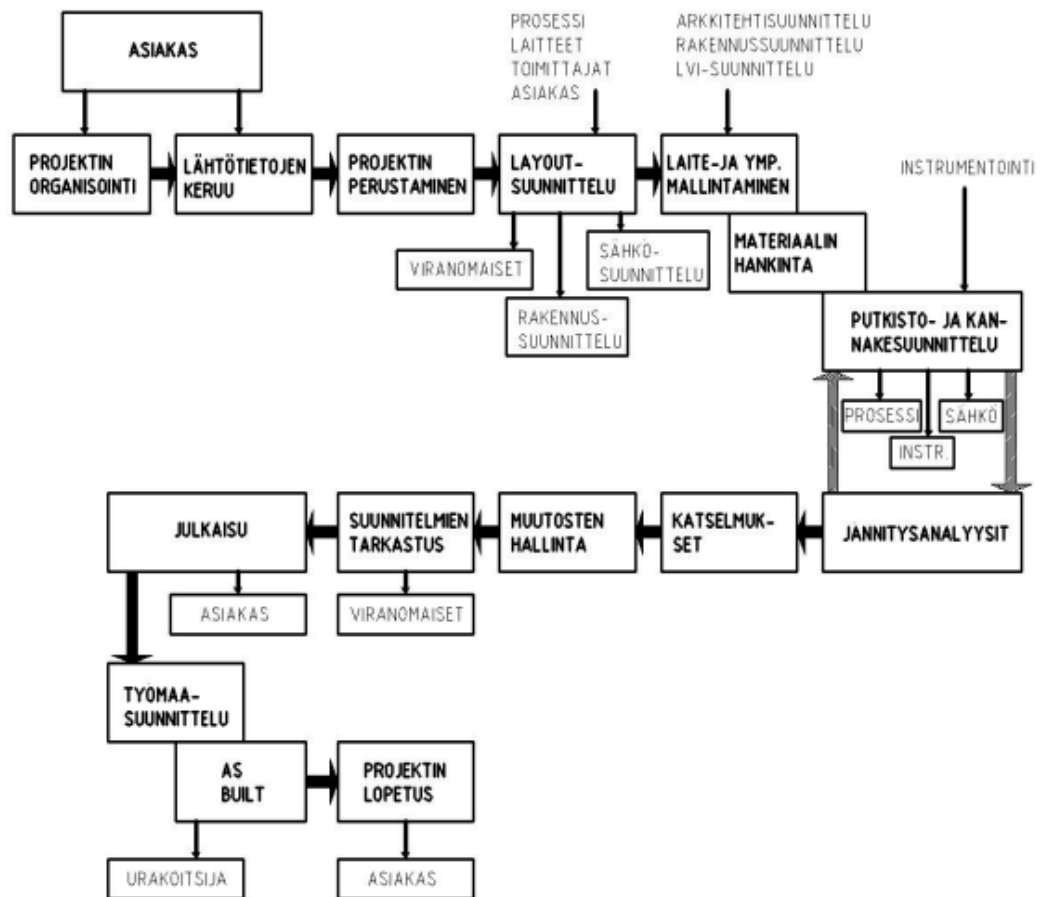 ASIAKAS
PROSESSI
LAITTEET
TOIMITTAJAT
ASIAKAS
ARKKITEHTISUUNNITTELU
RAKENNUSSUUNNITTELU
LVI-SUUNNITTELU
PROJEKTIN
ORGANISOINTI
LÄHTÖTIETOJEN
KERUU
PROJEKTIN
PERUSTAMINEN
LAYOUT-
SUUNNITTELU
LAITE-JA YMP.
MALLINTAMINEN
INSTRUMENTOINTI
VIRANOMAISET
SÄHKÖ-
SUUNNITTELU
RAKENNUS-
SUUNNITTELU
MATERIAALIN
HANKINTA
PUTKISTO- JA KAN-
NAKESUUNNITTELU
PROSESSI
SÄHKÖ
INSTR.
JULKAISU
SUUNNITELMIEN
TARKASTUS
MUUTOSTEN
HALLINTA
KATSELMUK-
SET
JÄNNITYSANALYYSIT
ASIAKAS
VIRANOMAISET
TYÖMAA-
SUUNNITTELU
AS
BUILT
PROJEKTIN
LOPETUS
URAKOITSIJA
ASIAKAS